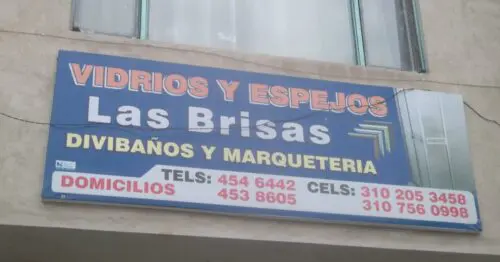 VIDRIOS Y ESPEJOS
Las Brisas
DIVIBAÑOS Y MARQUETERIA
DOMICILIOS
TELS: 454 6442
453 8605
CELS: 310 205 3458
310 756 0998